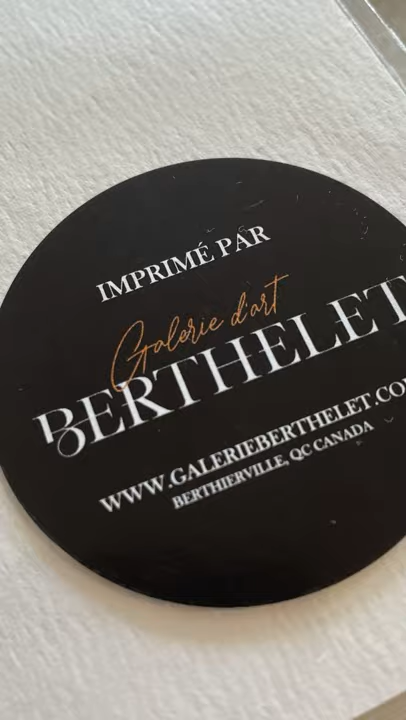 IMPRIMÉ PAR
Galerie d'art
BERTHELET
WWW.GALERIEBERTHELET.CO
BERTHIERVILLE, QC CANADA